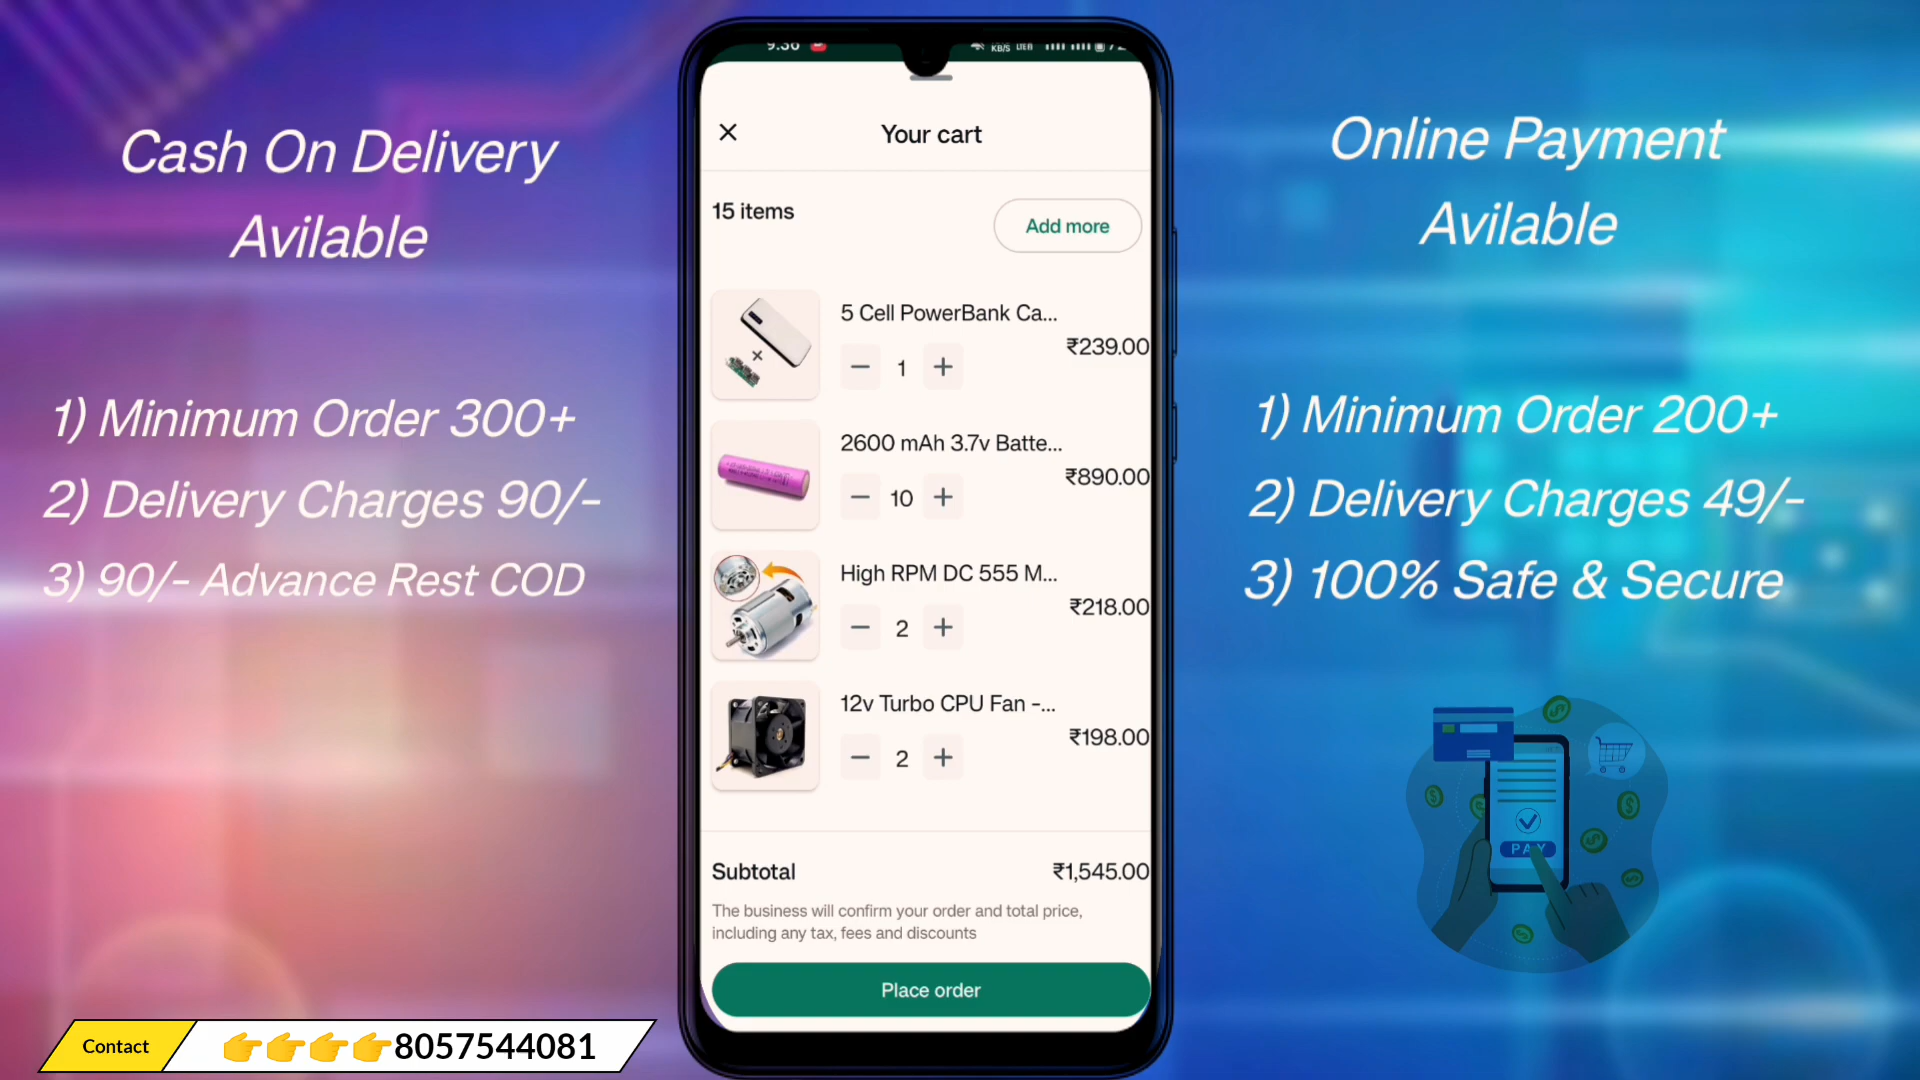 Cash On Delivery
Avilable
1) Minimum Order 300+
2) Delivery Charges 90/-
3) 90/- Advance Rest COD
Contact
👉👉👉👉8057544081
9:36
KB/S LTE
Your cart
15 items
Add more
5 Cell PowerBank Ca...
₹239.00
1
2600 mAh 3.7v Batte...
₹890.00
10
High RPM DC 555 M...
₹218.00
2
12v Turbo CPU Fan -...
₹198.00
2
Subtotal ₹1,545.00
The business will confirm your order and total price,
including any tax, fees and discounts
Place order
Online Payment
Avilable
1) Minimum Order 200+
2) Delivery Charges 49/-
3) 100% Safe & Secure
PAY